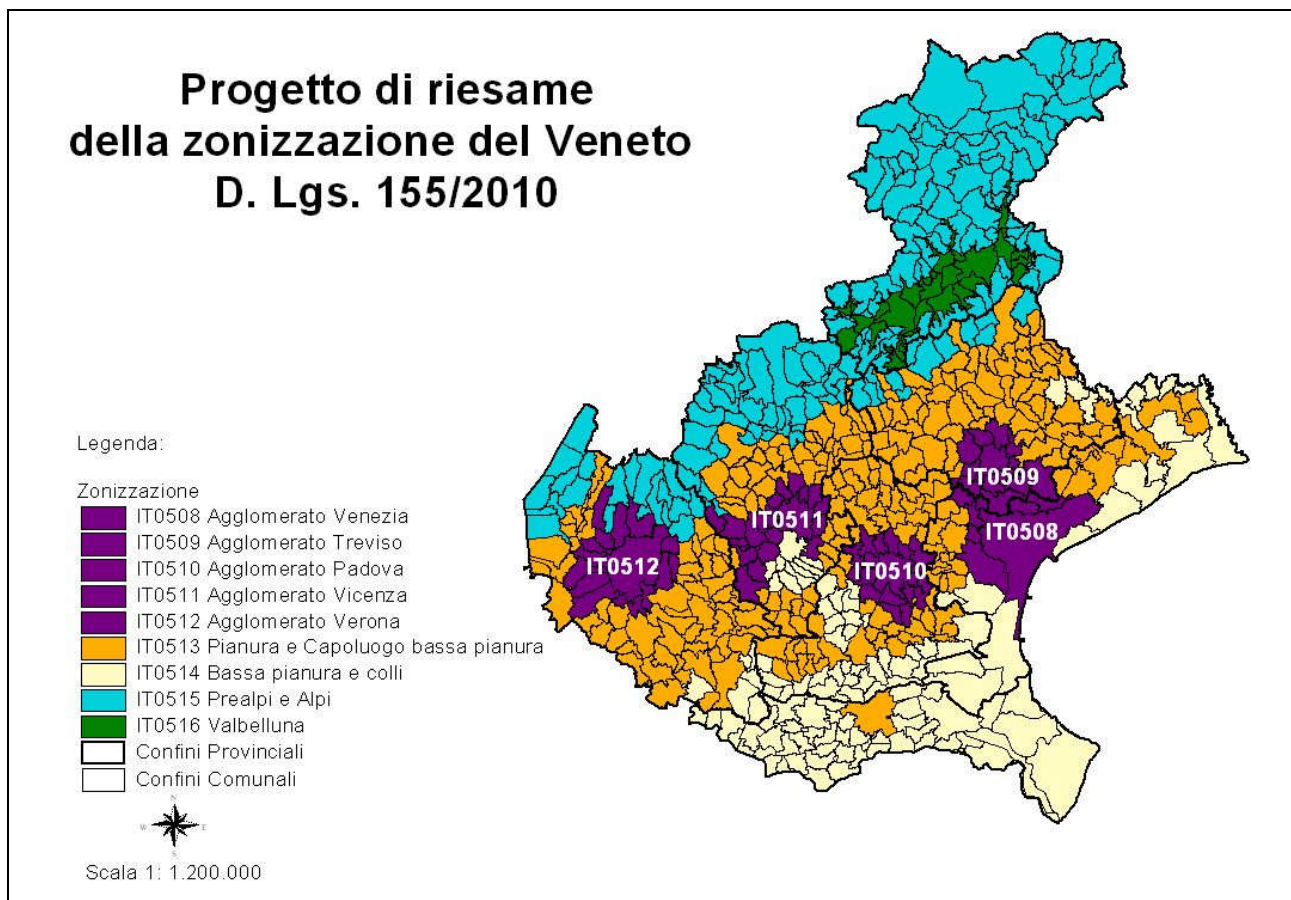 Progetto di riesame
della zonizzazione del Veneto
D. Lgs. 155/2010
Legenda:
Zonizzazione
IT0508 Agglomerato Venezia
IT0509 Agglomerato Treviso
IT0510 Agglomerato Padova
IT0511 Agglomerato Vicenza
IT0512 Agglomerato Verona
IT0513 Pianura e Capoluogo bassa pianura
IT0514 Bassa pianura e colli
IT0515 Prealpi e Alpi
IT0516 Valbelluna
Confini Provinciali
Confini Comunali
N
W E
S
Scala 1: 1.200.000
IT0509
IT0511
IT0508
IT0512
IT0510